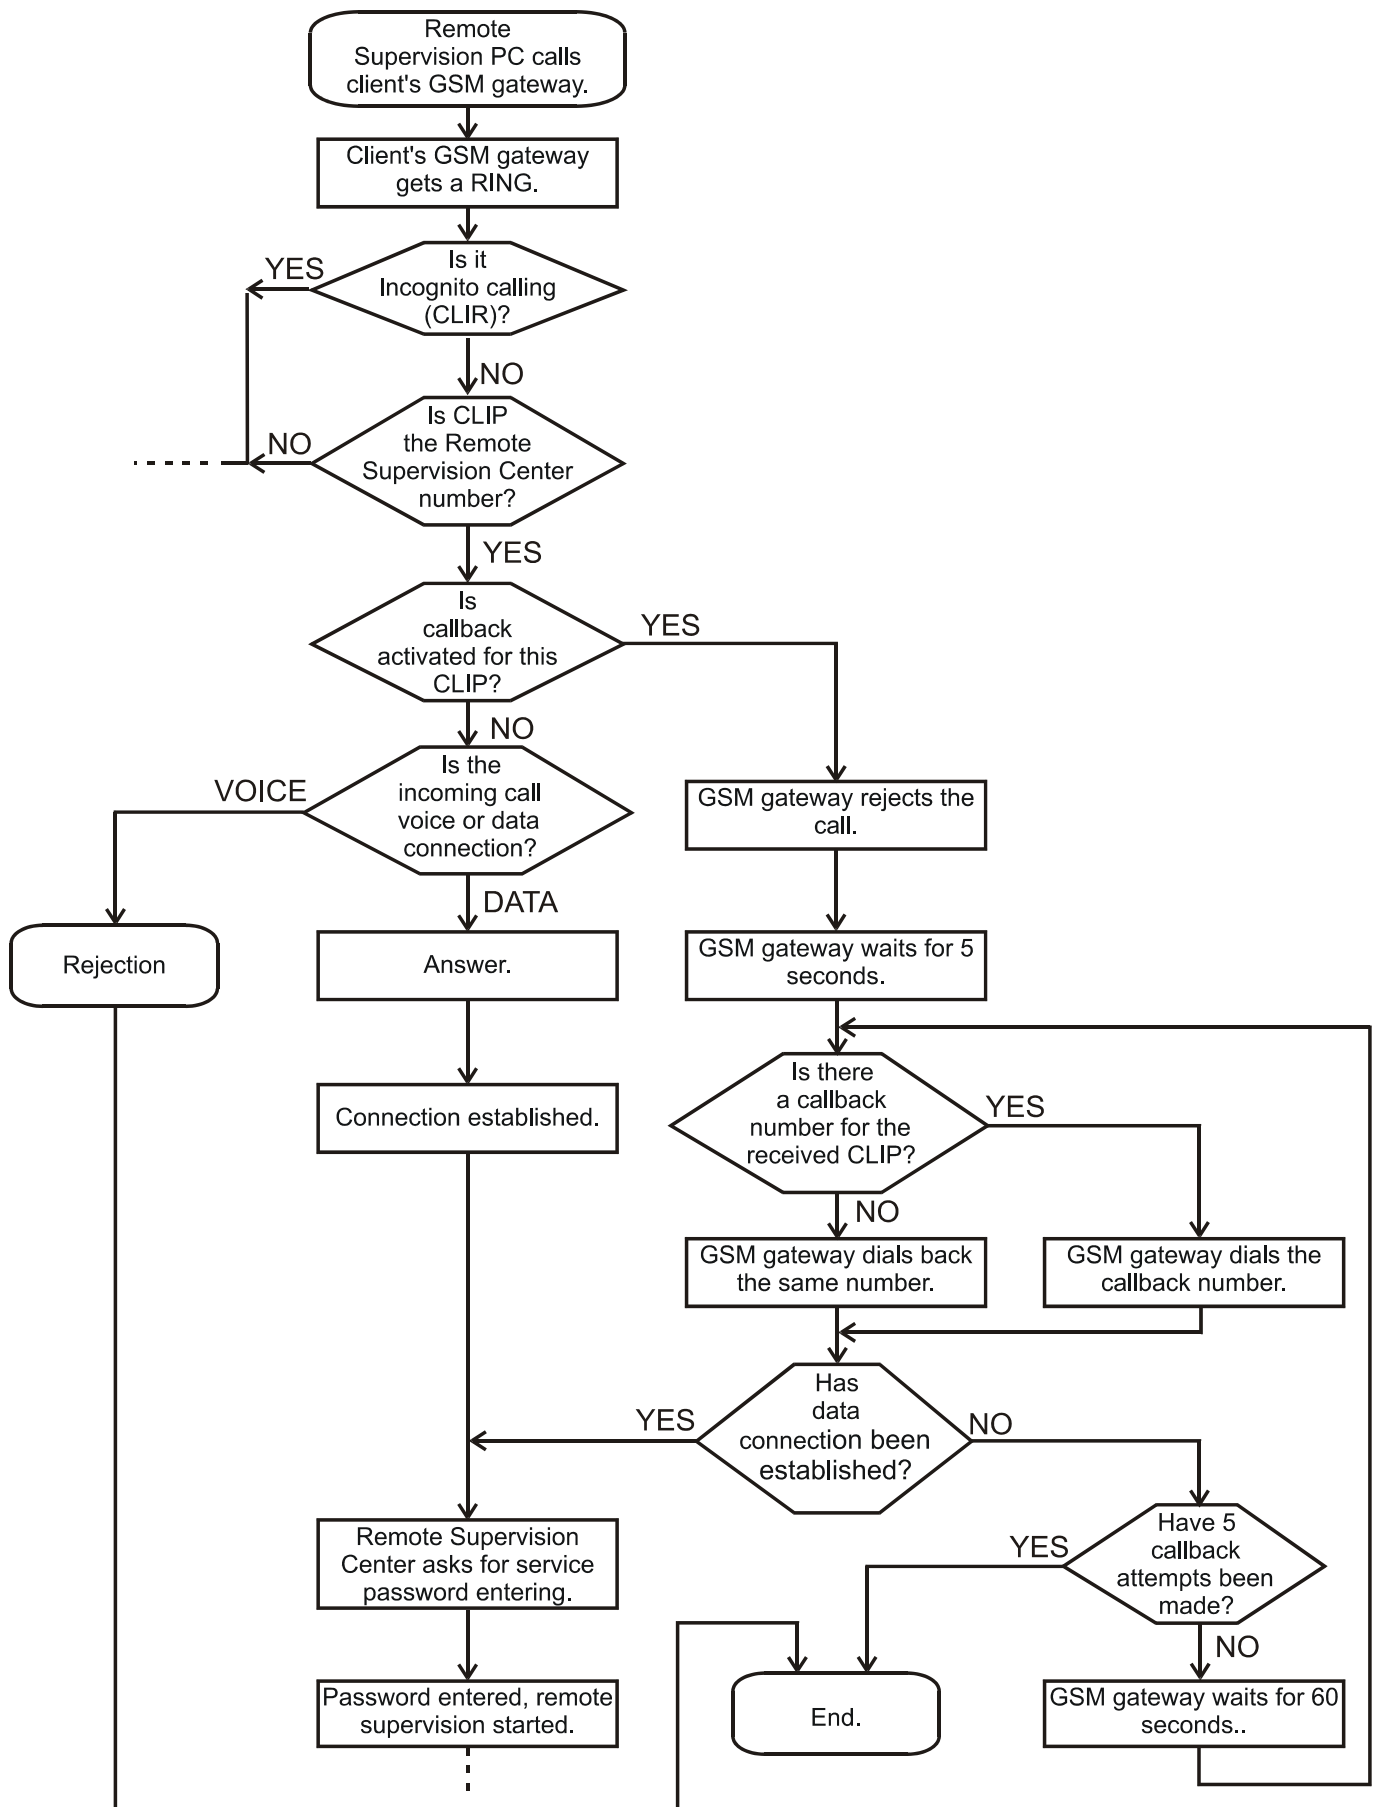 Remote
Supervision PC calls
client's GSM gateway.
Client's GSM gateway
gets a RING.
Is it
Incognito calling
(CLIR)?
YES
NO
Is CLIP
the Remote
Supervision Center
number?
NO
YES
Is
callback
activated for this
CLIP?
YES
NO
Is the
incoming call
voice or data
connection?
VOICE
DATA
GSM gateway rejects the
call.
Rejection
Answer.
GSM gateway waits for 5
seconds.
Connection established.
Is there
a callback
number for the
received CLIP?
YES
NO
GSM gateway dials back
the same number.
GSM gateway dials the
callback number.
Has
data
connection been
established?
YES
NO
Remote Supervision
Center asks for service
password entering.
Have 5
callback
attempts been
made?
YES
NO
Password entered, remote
supervision started.
End.
GSM gateway waits for 60
seconds..